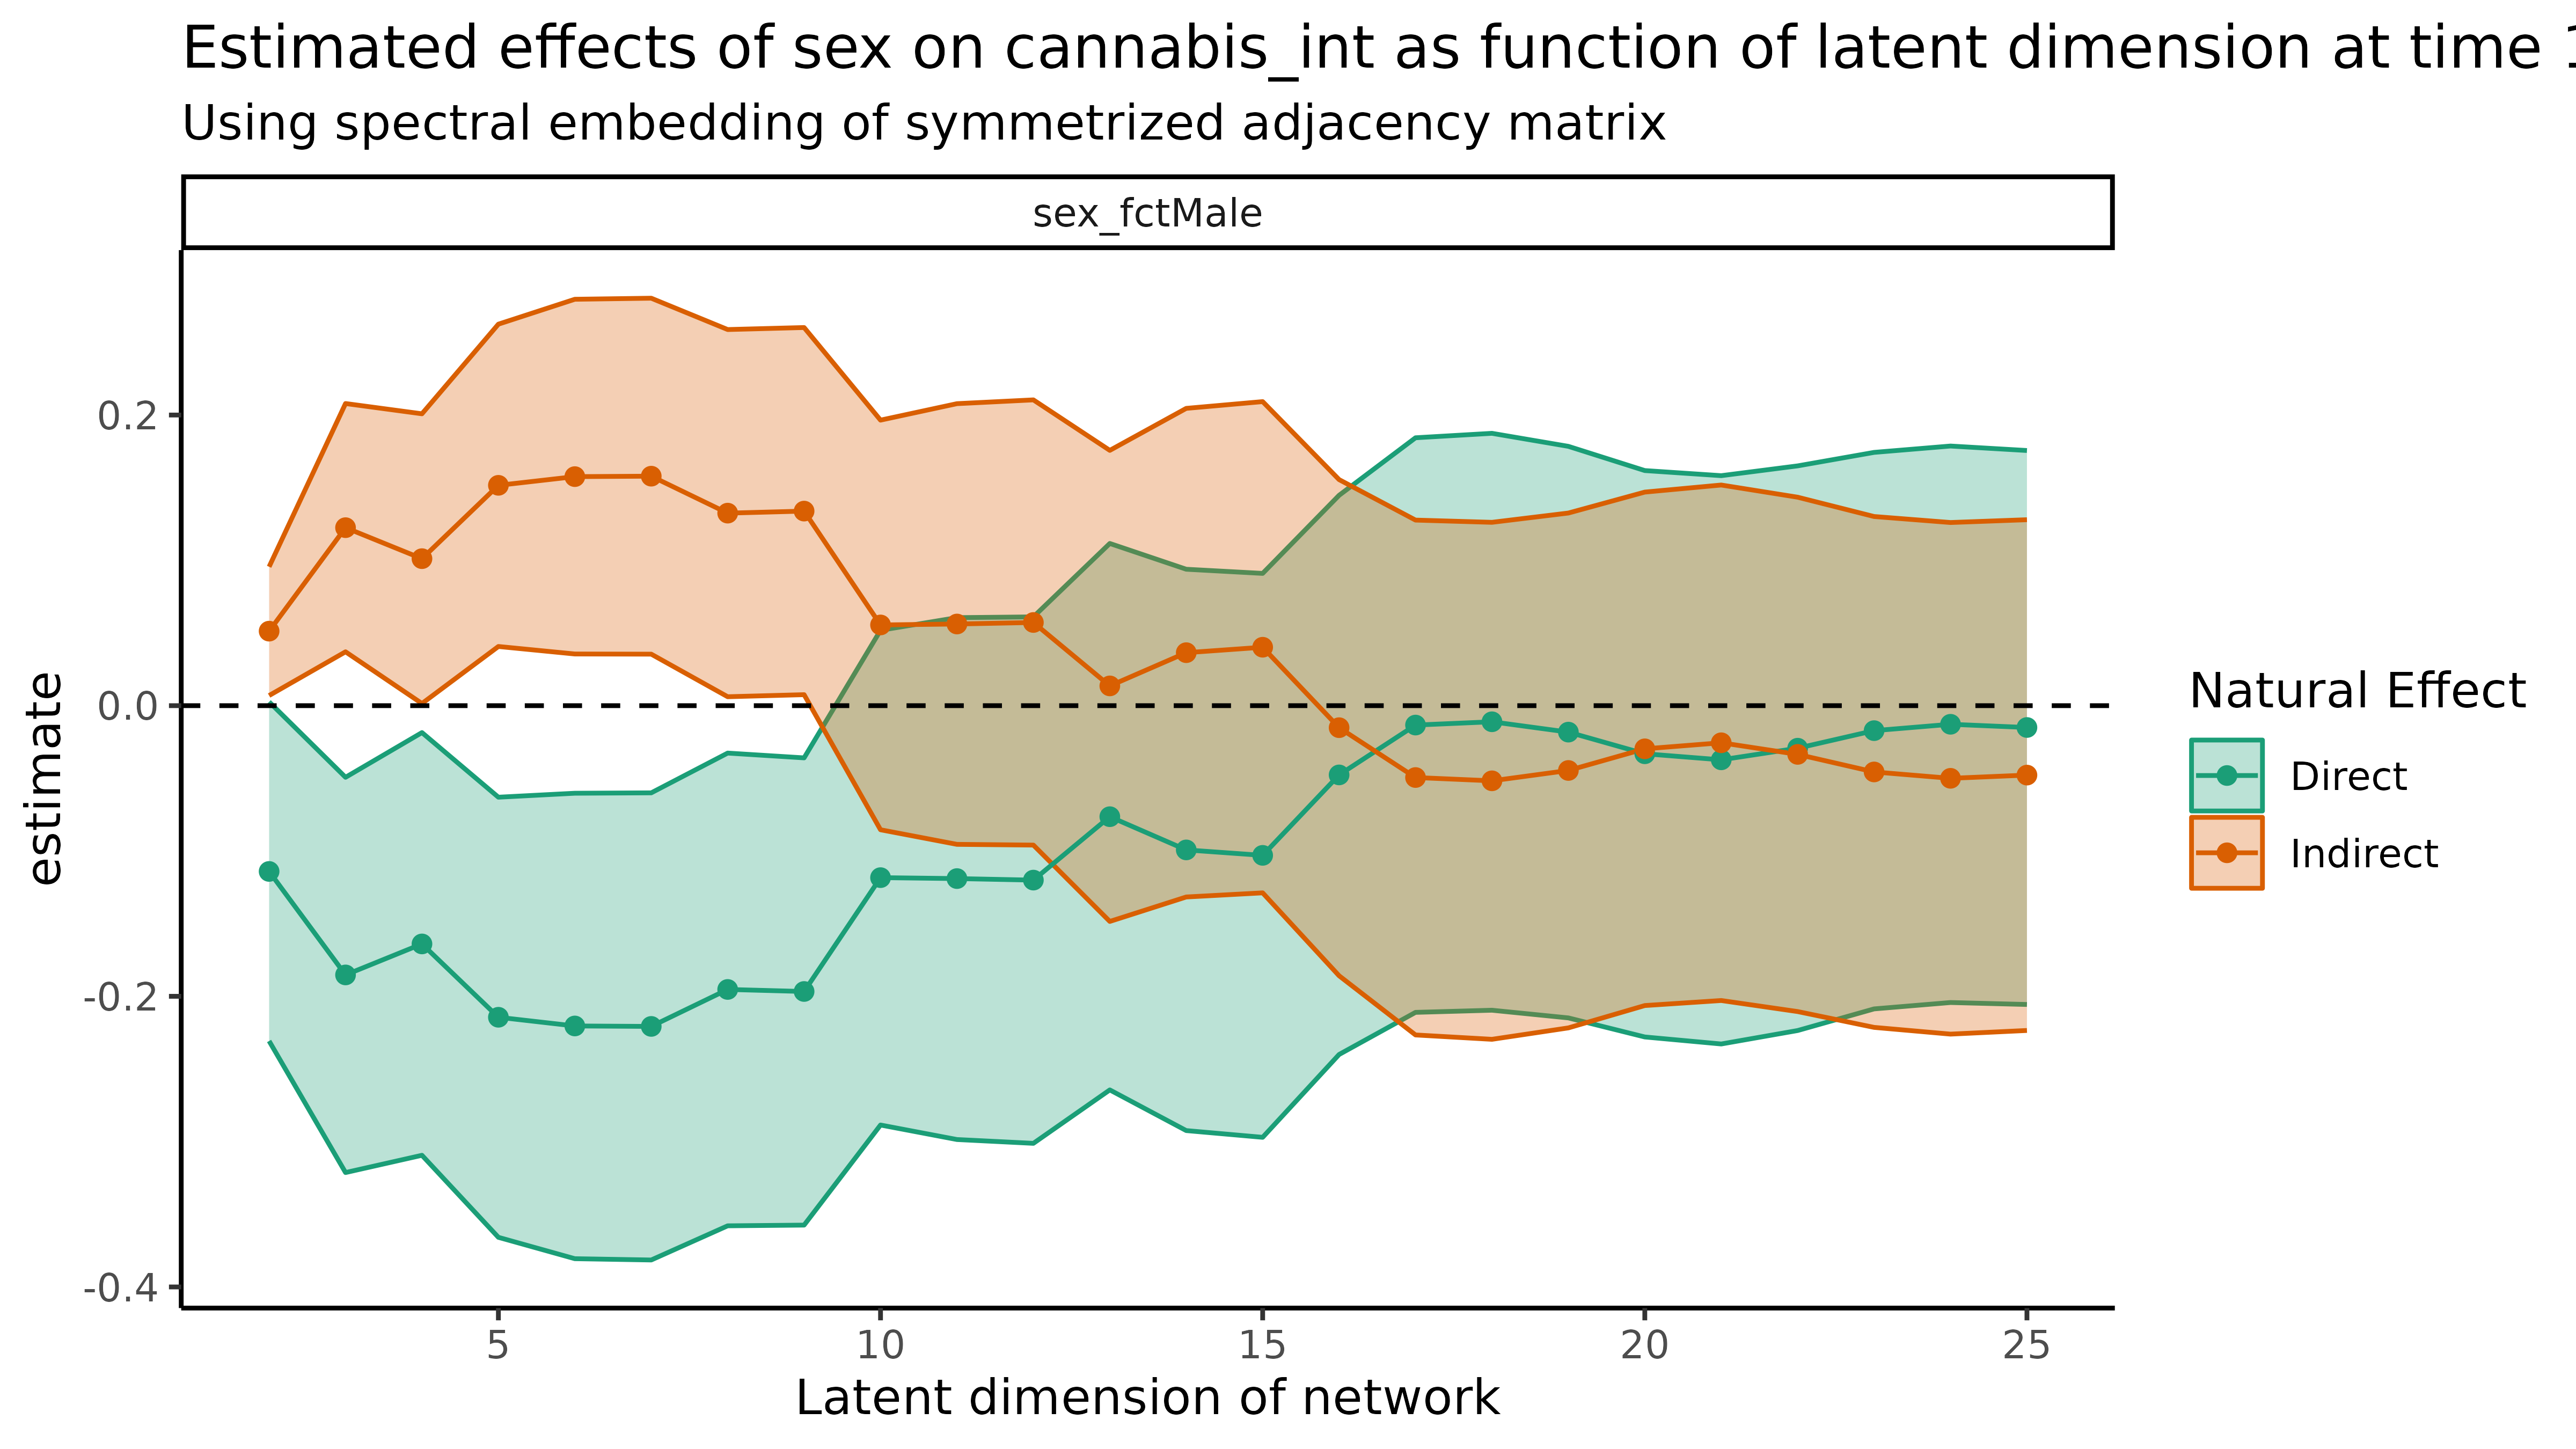 Estimated effects of sex on cannabis_int as function of latent dimension at time
Using spectral embedding of symmetrized adjacency matrix
sex_fctMale
0.2
0.0
-0.2
-0.4
estimate
5 10 15 20 25
Latent dimension of network
Natural Effect
Direct
Indirect